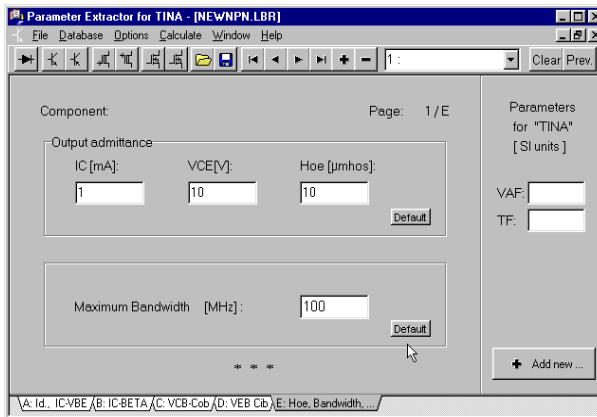 Parameter Extractor for TINA - [NEWNPN.LBR]
File Database Options Calculate Window Help
1 : Clear Prev.
Component: Page: 1/E
Output admittance
IC [mA]: VCE[V]: Hoe [µmhos]:
1 10 10
Default
Maximum Bandwidth [MHz] : 100
Default
* * *
Parameters
for "TINA"
[ SI units ]
VAF:
TF:
Add new ...
A: Id., IC-VBE B: IC-BETA C: VCB-Cob D: VEB Cib E: Hoe, Bandwidth, ...